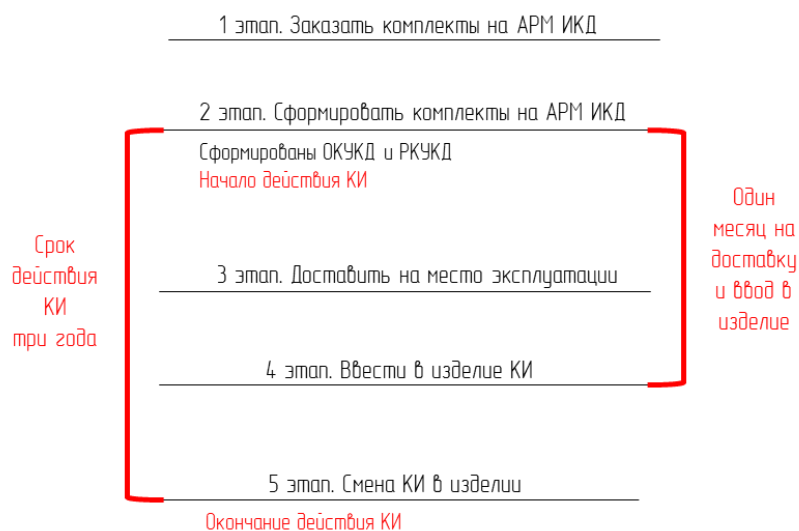 1 этап. Заказать комплекты на АРМ ИКД
2 этап. Сформировать комплекты на АРМ ИКД
Сформированы ОКУКД и РКУКД
Начало действия КИ
Срок
действия
КИ
три года
Один
месяц на
доставку
и ввод в
изделие
3 этап. Доставить на место эксплуатации
4 этап. Ввести в изделие КИ
5 этап. Смена КИ в изделии
Окончание действия КИ